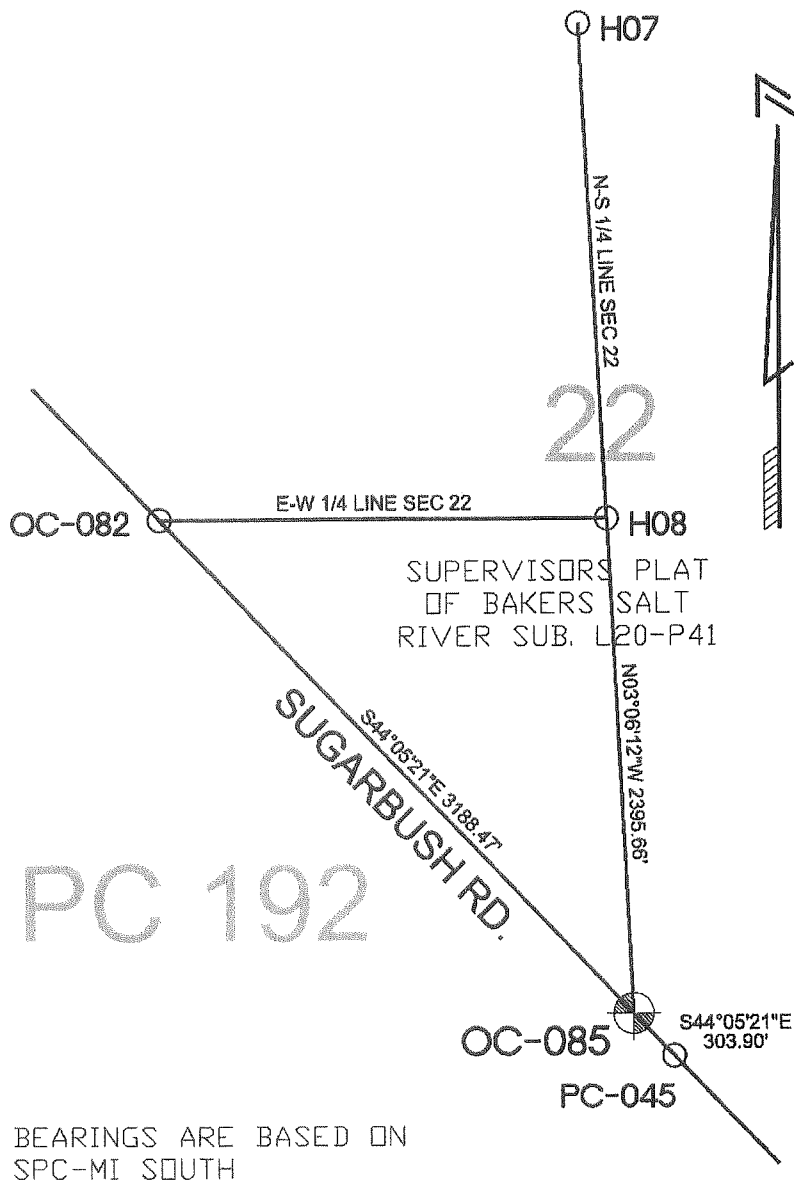 H07
N-S 1/4 LINE SEC 22
22
OC-082
E-W 1/4 LINE SEC 22
H08
SUPERVISORS PLAT
OF BAKERS SALT
RIVER SUB. L20-P41
S44°05'21"E 3188.47'
SUGARBUSH RD.
N03°06'12"W 2395.66'
PC 192
OC-085
S44°05'21"E
303.90'
PC-045
BEARINGS ARE BASED ON
SPC-MI SOUTH